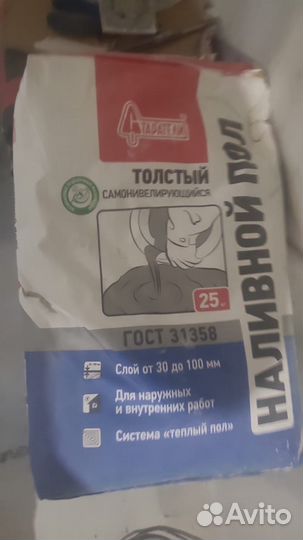 СТАРАТЕЛИ
ТОЛСТЫЙ
САМОНИВЕЛИРУЮЩИЙСЯ
НАЛИВНОЙ ПОЛ
25 кг
ГОСТ 31358
Слой от 30 до 100 мм
Для наружных
и внутренних работ
Система «теплый пол»
Avito